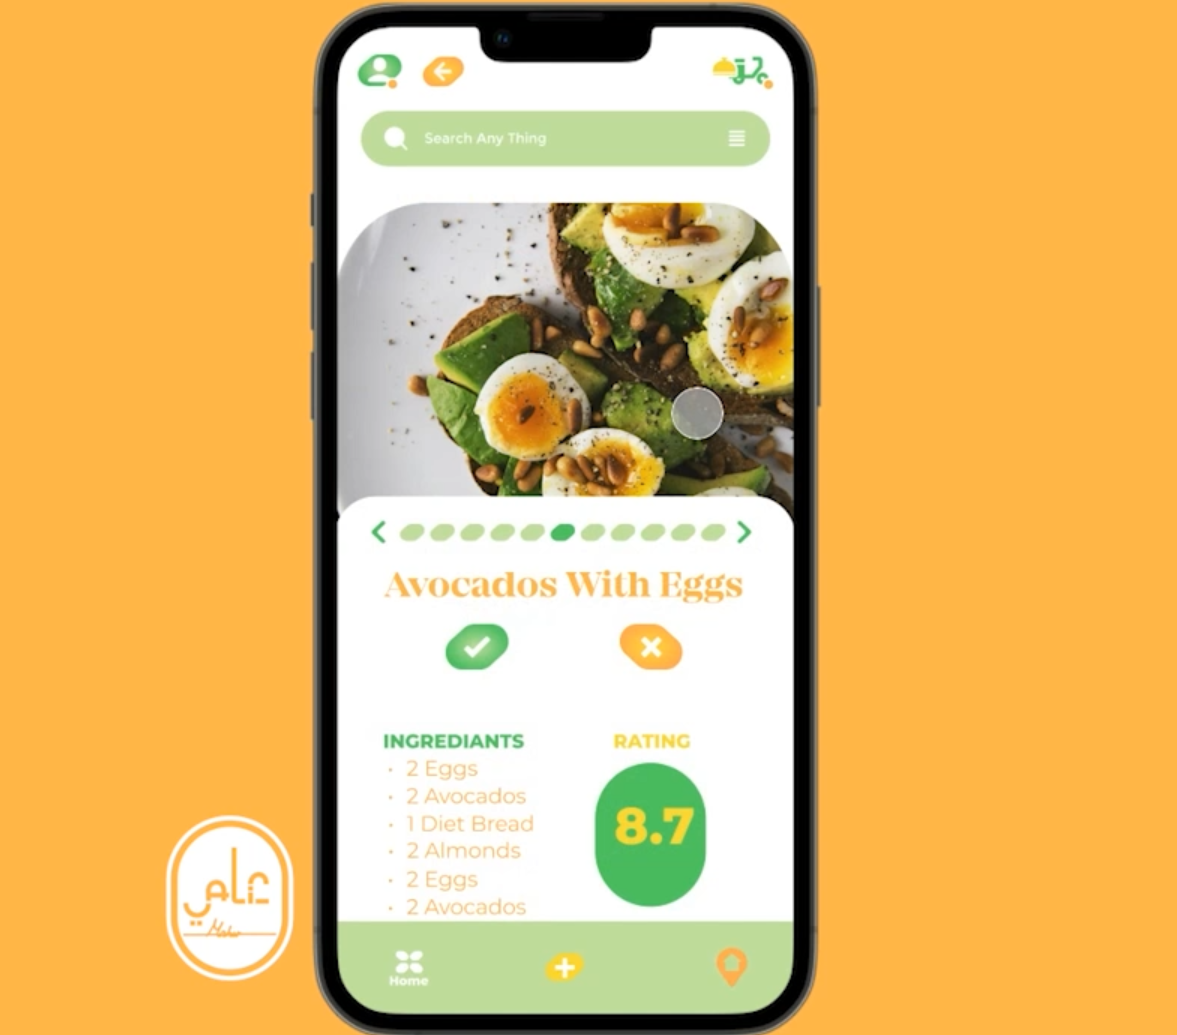 Search Any Thing
Avocados With Eggs
INGREDIANTS
• 2 Eggs
• 2 Avocados
• 1 Diet Bread
• 2 Almonds
• 2 Eggs
• 2 Avocados
RATING
8.7
Home